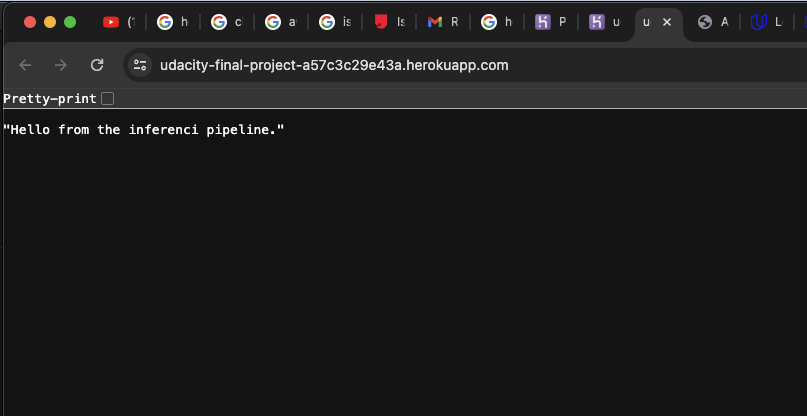 (1 h c a is Is R h P u u A L
udacity-final-project-a57c3c29e43a.herokuapp.com
Pretty-print
"Hello from the inferenci pipeline."